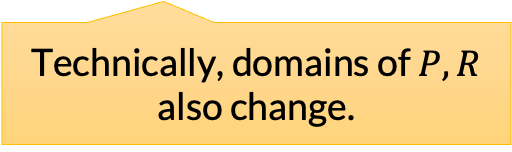 Technically, domains of P, R
also change.